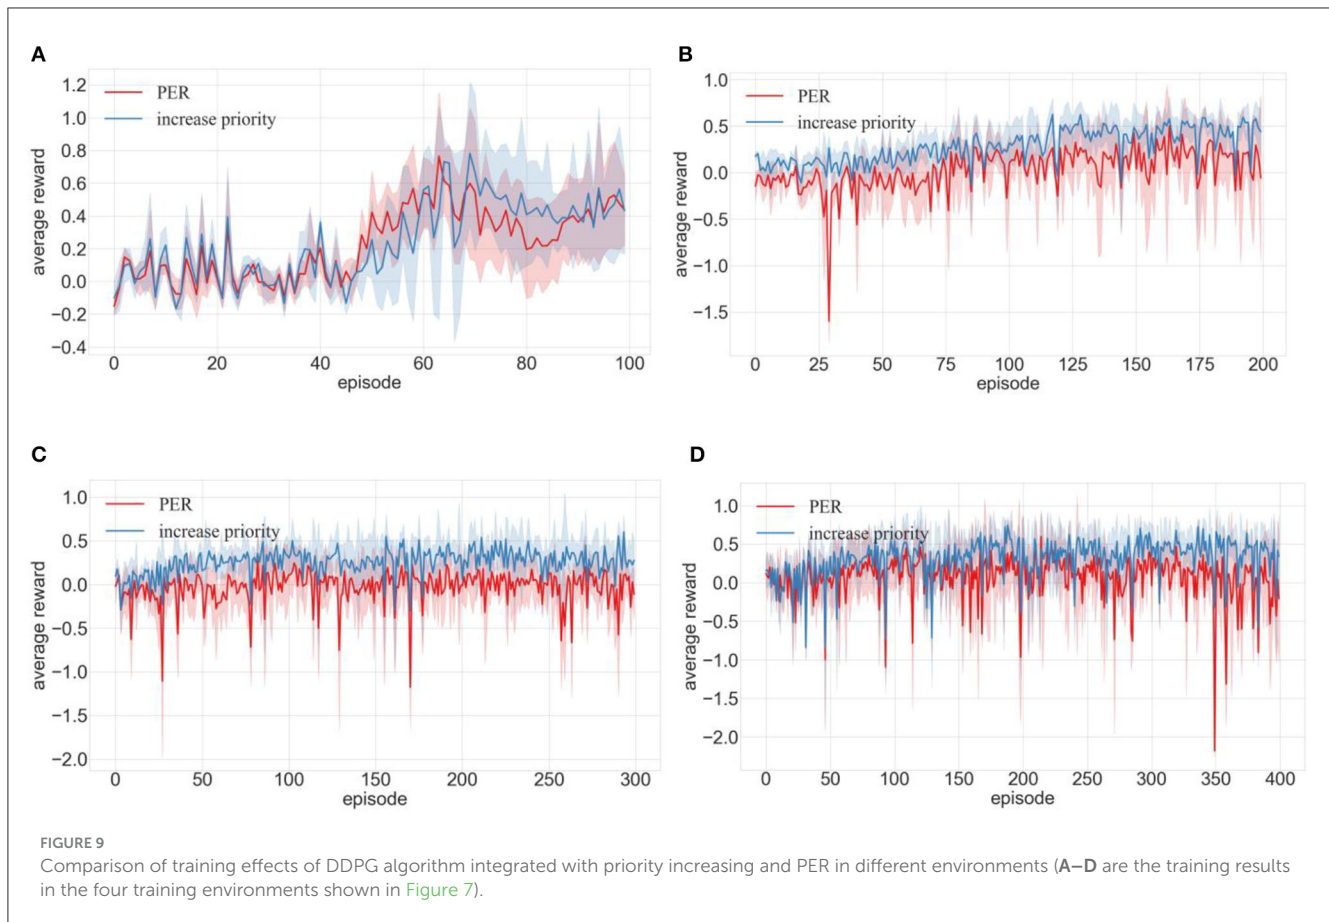 A
1.2
1.0
0.8
0.6
0.4
0.2
0.0
−0.2
−0.4
average reward
PER
increase priority
0 20 40 60 80 100
episode
B
1.0
0.5
0.0
−0.5
−1.0
−1.5
average reward
PER
increase priority
0 25 50 75 100 125 150 175 200
episode
C
1.0
0.5
0.0
−0.5
−1.0
−1.5
−2.0
average reward
PER
increase priority
0 50 100 150 200 250 300
episode
D
1.0
0.5
0.0
−0.5
−1.0
−1.5
−2.0
average reward
PER
increase priority
0 50 100 150 200 250 300 350 400
episode
FIGURE 9
Comparison of training effects of DDPG algorithm integrated with priority increasing and PER in different environments (A–D are the training results
in the four training environments shown in Figure 7).